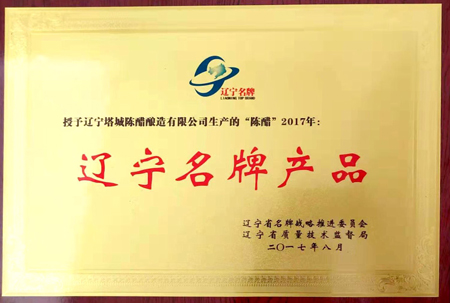 辽宁名牌
LIAONING TOP BRAND
授予辽宁塔城陈醋酿造有限公司生产的“陈醋”2017年:
辽宁名牌产品
辽宁省名牌战略推进委员会
辽宁省质量技术监督局
二〇一七年八月